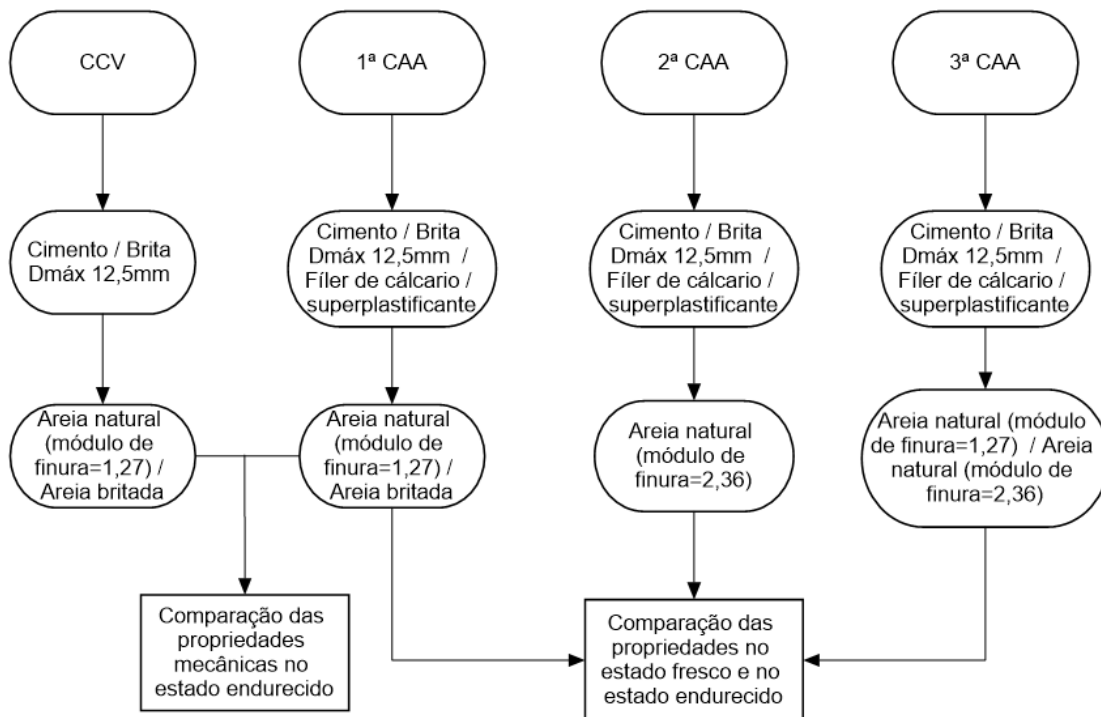 CCV
1ª CAA
2ª CAA
3ª CAA
Cimento / Brita
Dmáx 12,5mm
Cimento / Brita
Dmáx 12,5mm /
Fíler de cálcario /
superplastificante
Cimento / Brita
Dmáx 12,5mm /
Fíler de cálcario /
superplastificante
Cimento / Brita
Dmáx 12,5mm /
Fíler de cálcario /
superplastificante
Areia natural
(módulo de
finura=1,27) /
Areia britada
Areia natural
(módulo de
finura=1,27) /
Areia britada
Areia natural
(módulo de
finura=2,36)
Areia natural (módulo
de finura=1,27) / Areia
natural (módulo de
finura=2,36)
Comparação das
propriedades
mecânicas no
estado endurecido
Comparação das
propriedades no
estado fresco e no
estado endurecido